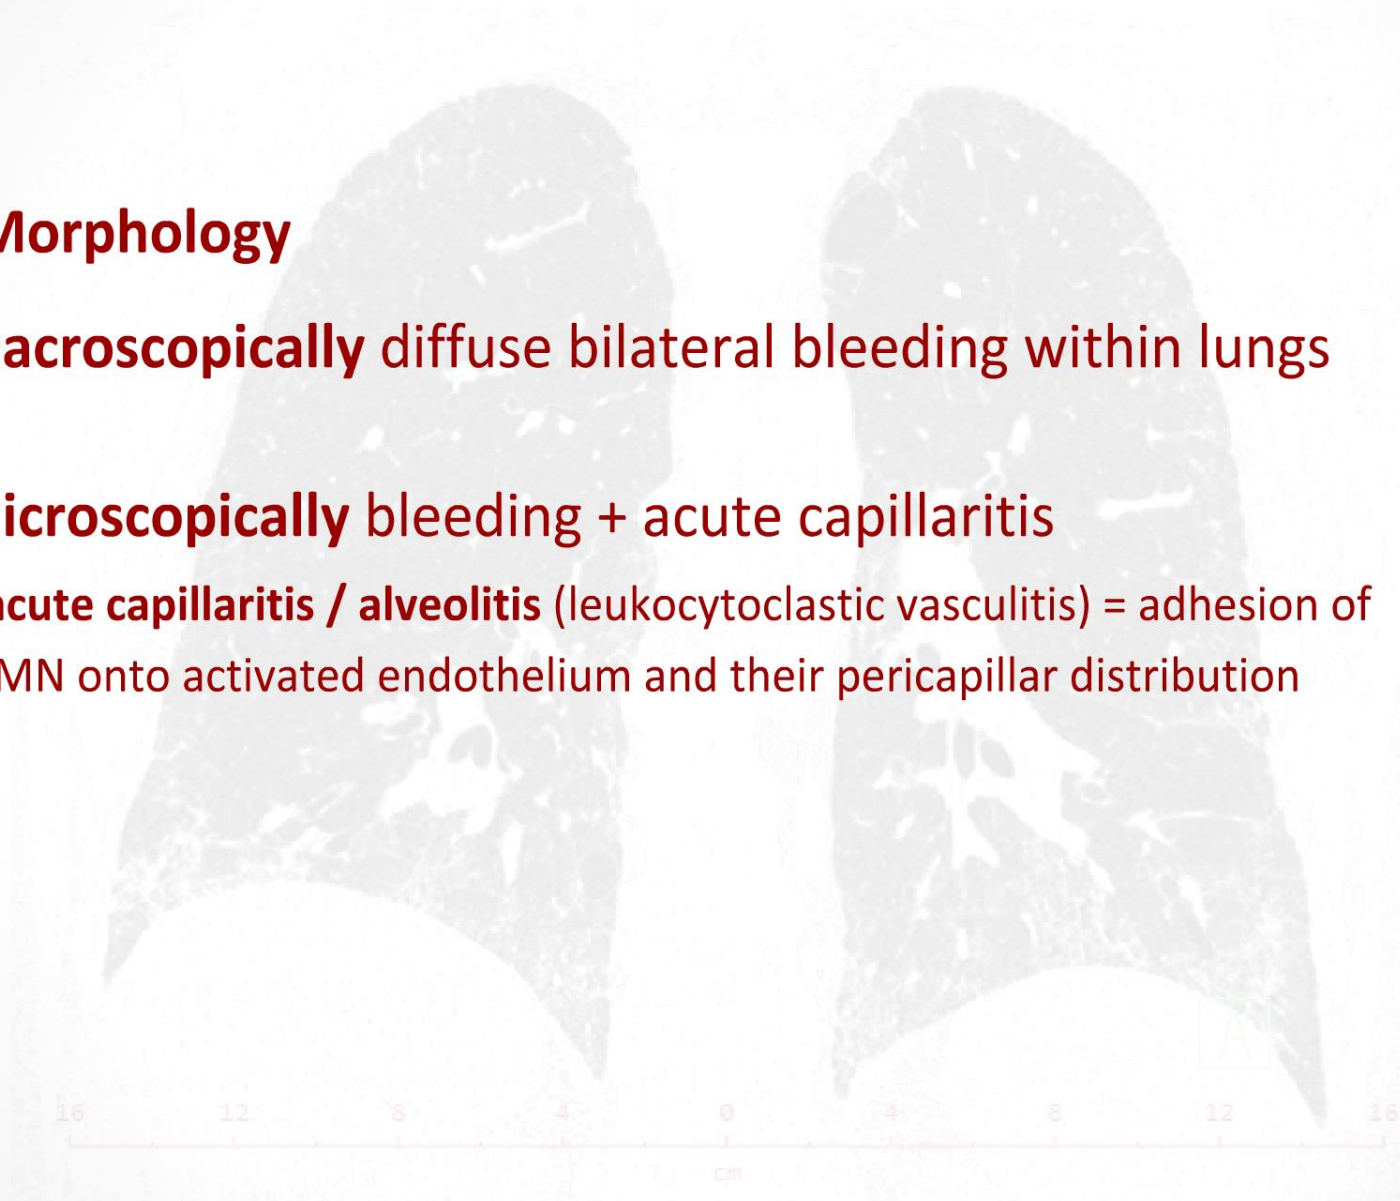 Morphology
acroscopically diffuse bilateral bleeding within lungs
icroscopically bleeding + acute capillaritis
acute capillaritis / alveolitis (leukocytoclastic vasculitis) = adhesion of
MN onto activated endothelium and their pericapillar distribution
A
16 12 8 4 0 4 8 12 16
cm